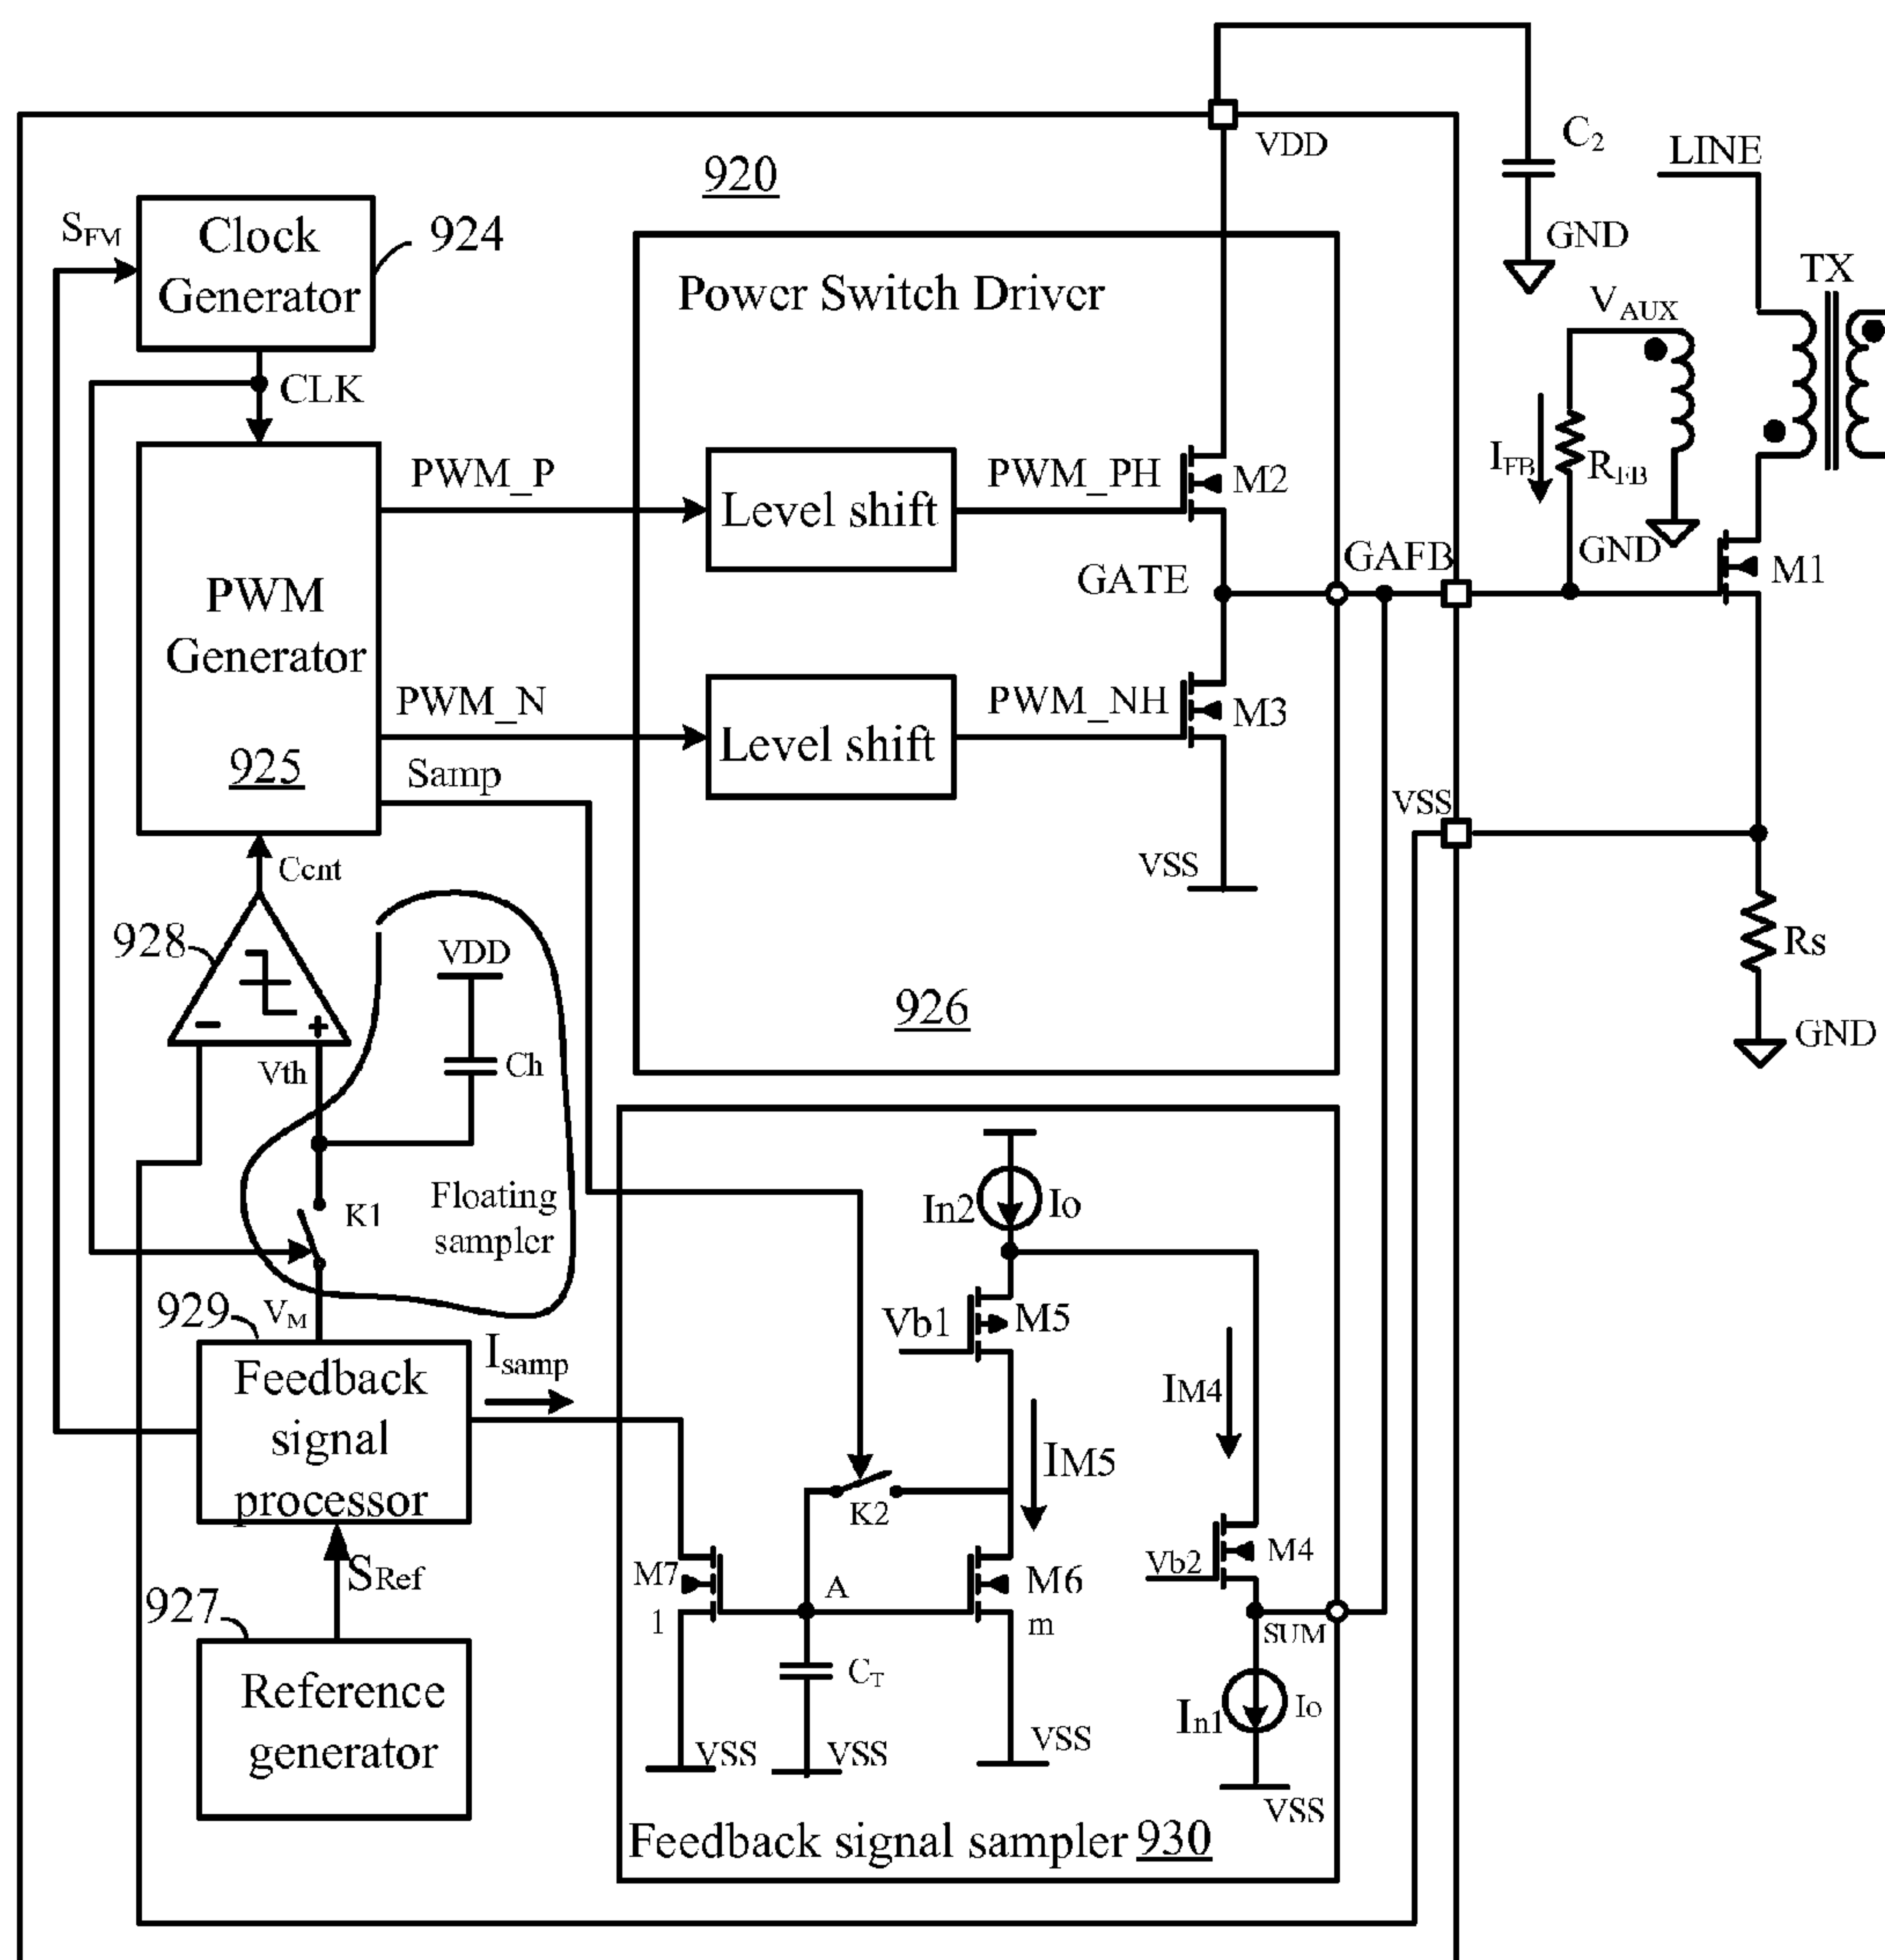 VDD
C2
LINE
920
SFM
Clock
Generator
924
GND
Power Switch Driver
TX
VAUX
CLK
PWM_P
PWM_PH
M2
IFB
RFB
Level shift
GATE
GAFB
GND
M1
PWM
Generator
PWM_N
PWM_NH
M3
Level shift
925
Samp
VSS
VSS
Ccnt
928
VDD
Rs
926
-
+
Vth
Ch
GND
In2
Io
Floating
sampler
K1
929
VM
Vb1
M5
Isamp
Feedback
signal
processor
IM4
IM5
K2
SRef
M7
Vb2
M4
A
M6
927
1
m
SUM
CT
Reference
generator
In1
Io
VSS
VSS
VSS
VSS
Feedback signal sampler 930